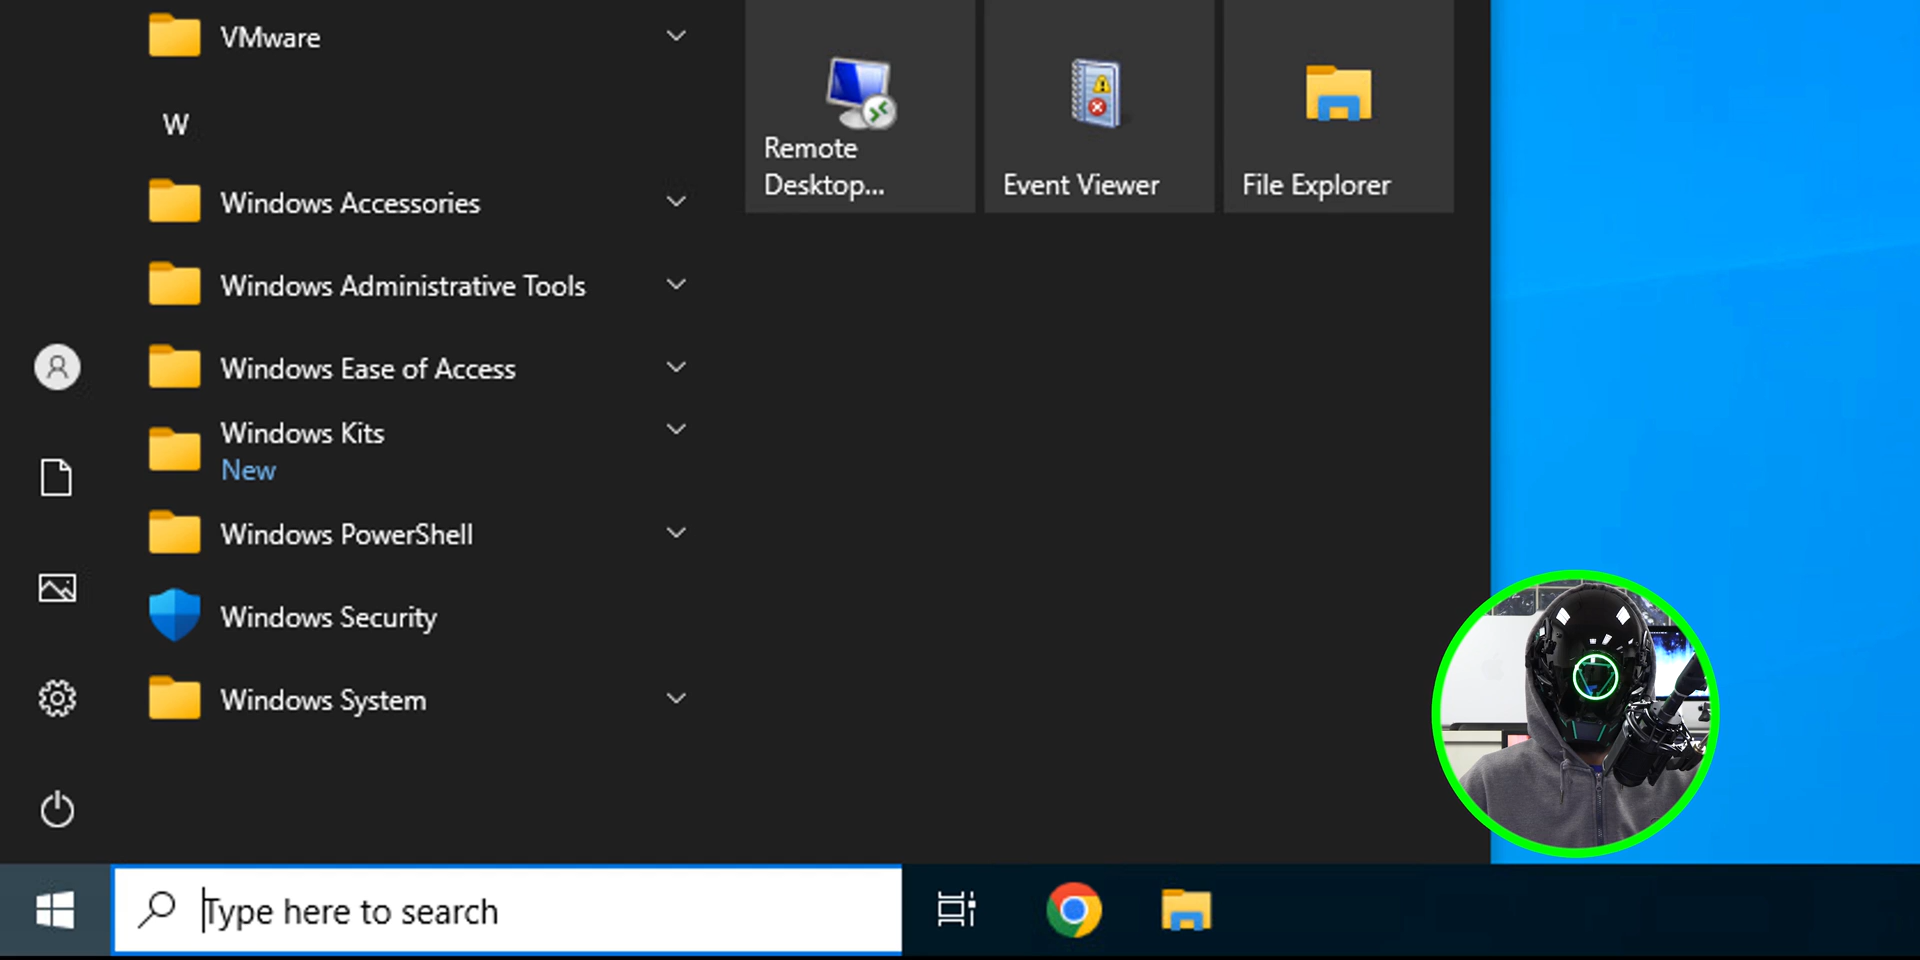 VMware
W
Windows Accessories
Windows Administrative Tools
Windows Ease of Access
Windows Kits
New
Windows PowerShell
Windows Security
Windows System
Remote
Desktop...
Event Viewer
File Explorer
Type here to search